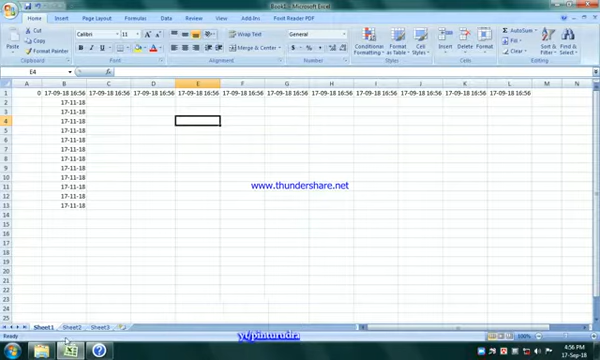 Book1 - Microsoft Excel
Home Insert Page Layout Formulas Data Review View Add-Ins Foxit Reader PDF
Cut
Copy
Format Painter
Paste
Clipboard
Calibri 11
Font
Wrap Text
Merge & Center
Alignment
General
Number
Conditional Formatting Format as Table Cell Styles
Styles
Insert Delete Format
Cells
AutoSum
Fill
Clear
Sort & Filter Find & Select
Editing
E4
A B C D E F G H I J K L M N
1 0 17-09-18 16:56 17-09-18 16:56 17-09-18 16:56 17-09-18 16:56 17-09-18 16:56 17-09-18 16:56 17-09-18 16:56 17-09-18 16:56 17-09-18 16:56 17-09-18 16:56 17-09-18 16:56
2 17-11-18
3 17-11-18
4 17-11-18
5 17-11-18
6 17-11-18
7 17-11-18
8 17-11-18
9 17-11-18
10 17-11-18
11 17-11-18
12 17-11-18
13 17-11-18
14
15
16
17
18
19
20
21
22
23
24
25
www.thundershare.net
Sheet1 Sheet2 Sheet3
Ready
100%
yt/pinturudra
4:56 PM
17-Sep-18